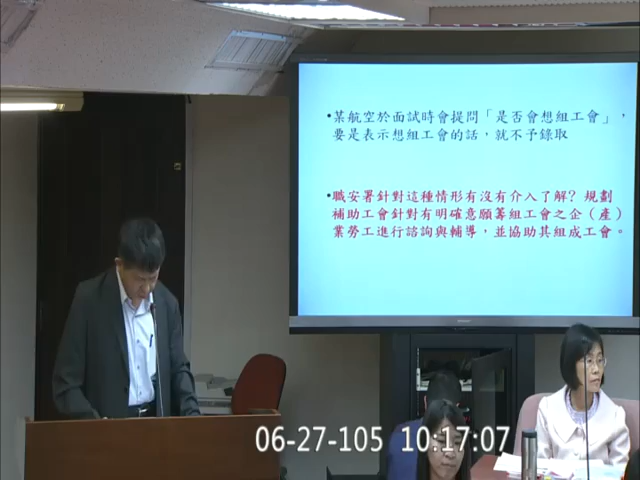 •某航空於面試時會提問「是否會想組工會」，
要是表示想組工會的話，就不予錄取
•職安署針對這種情形有沒有介入了解？規劃
補助工會針對有明確意願籌組工會之企（產）
業勞工進行諮詢與輔導，並協助其組成工會。
06-27-105 10:17:07